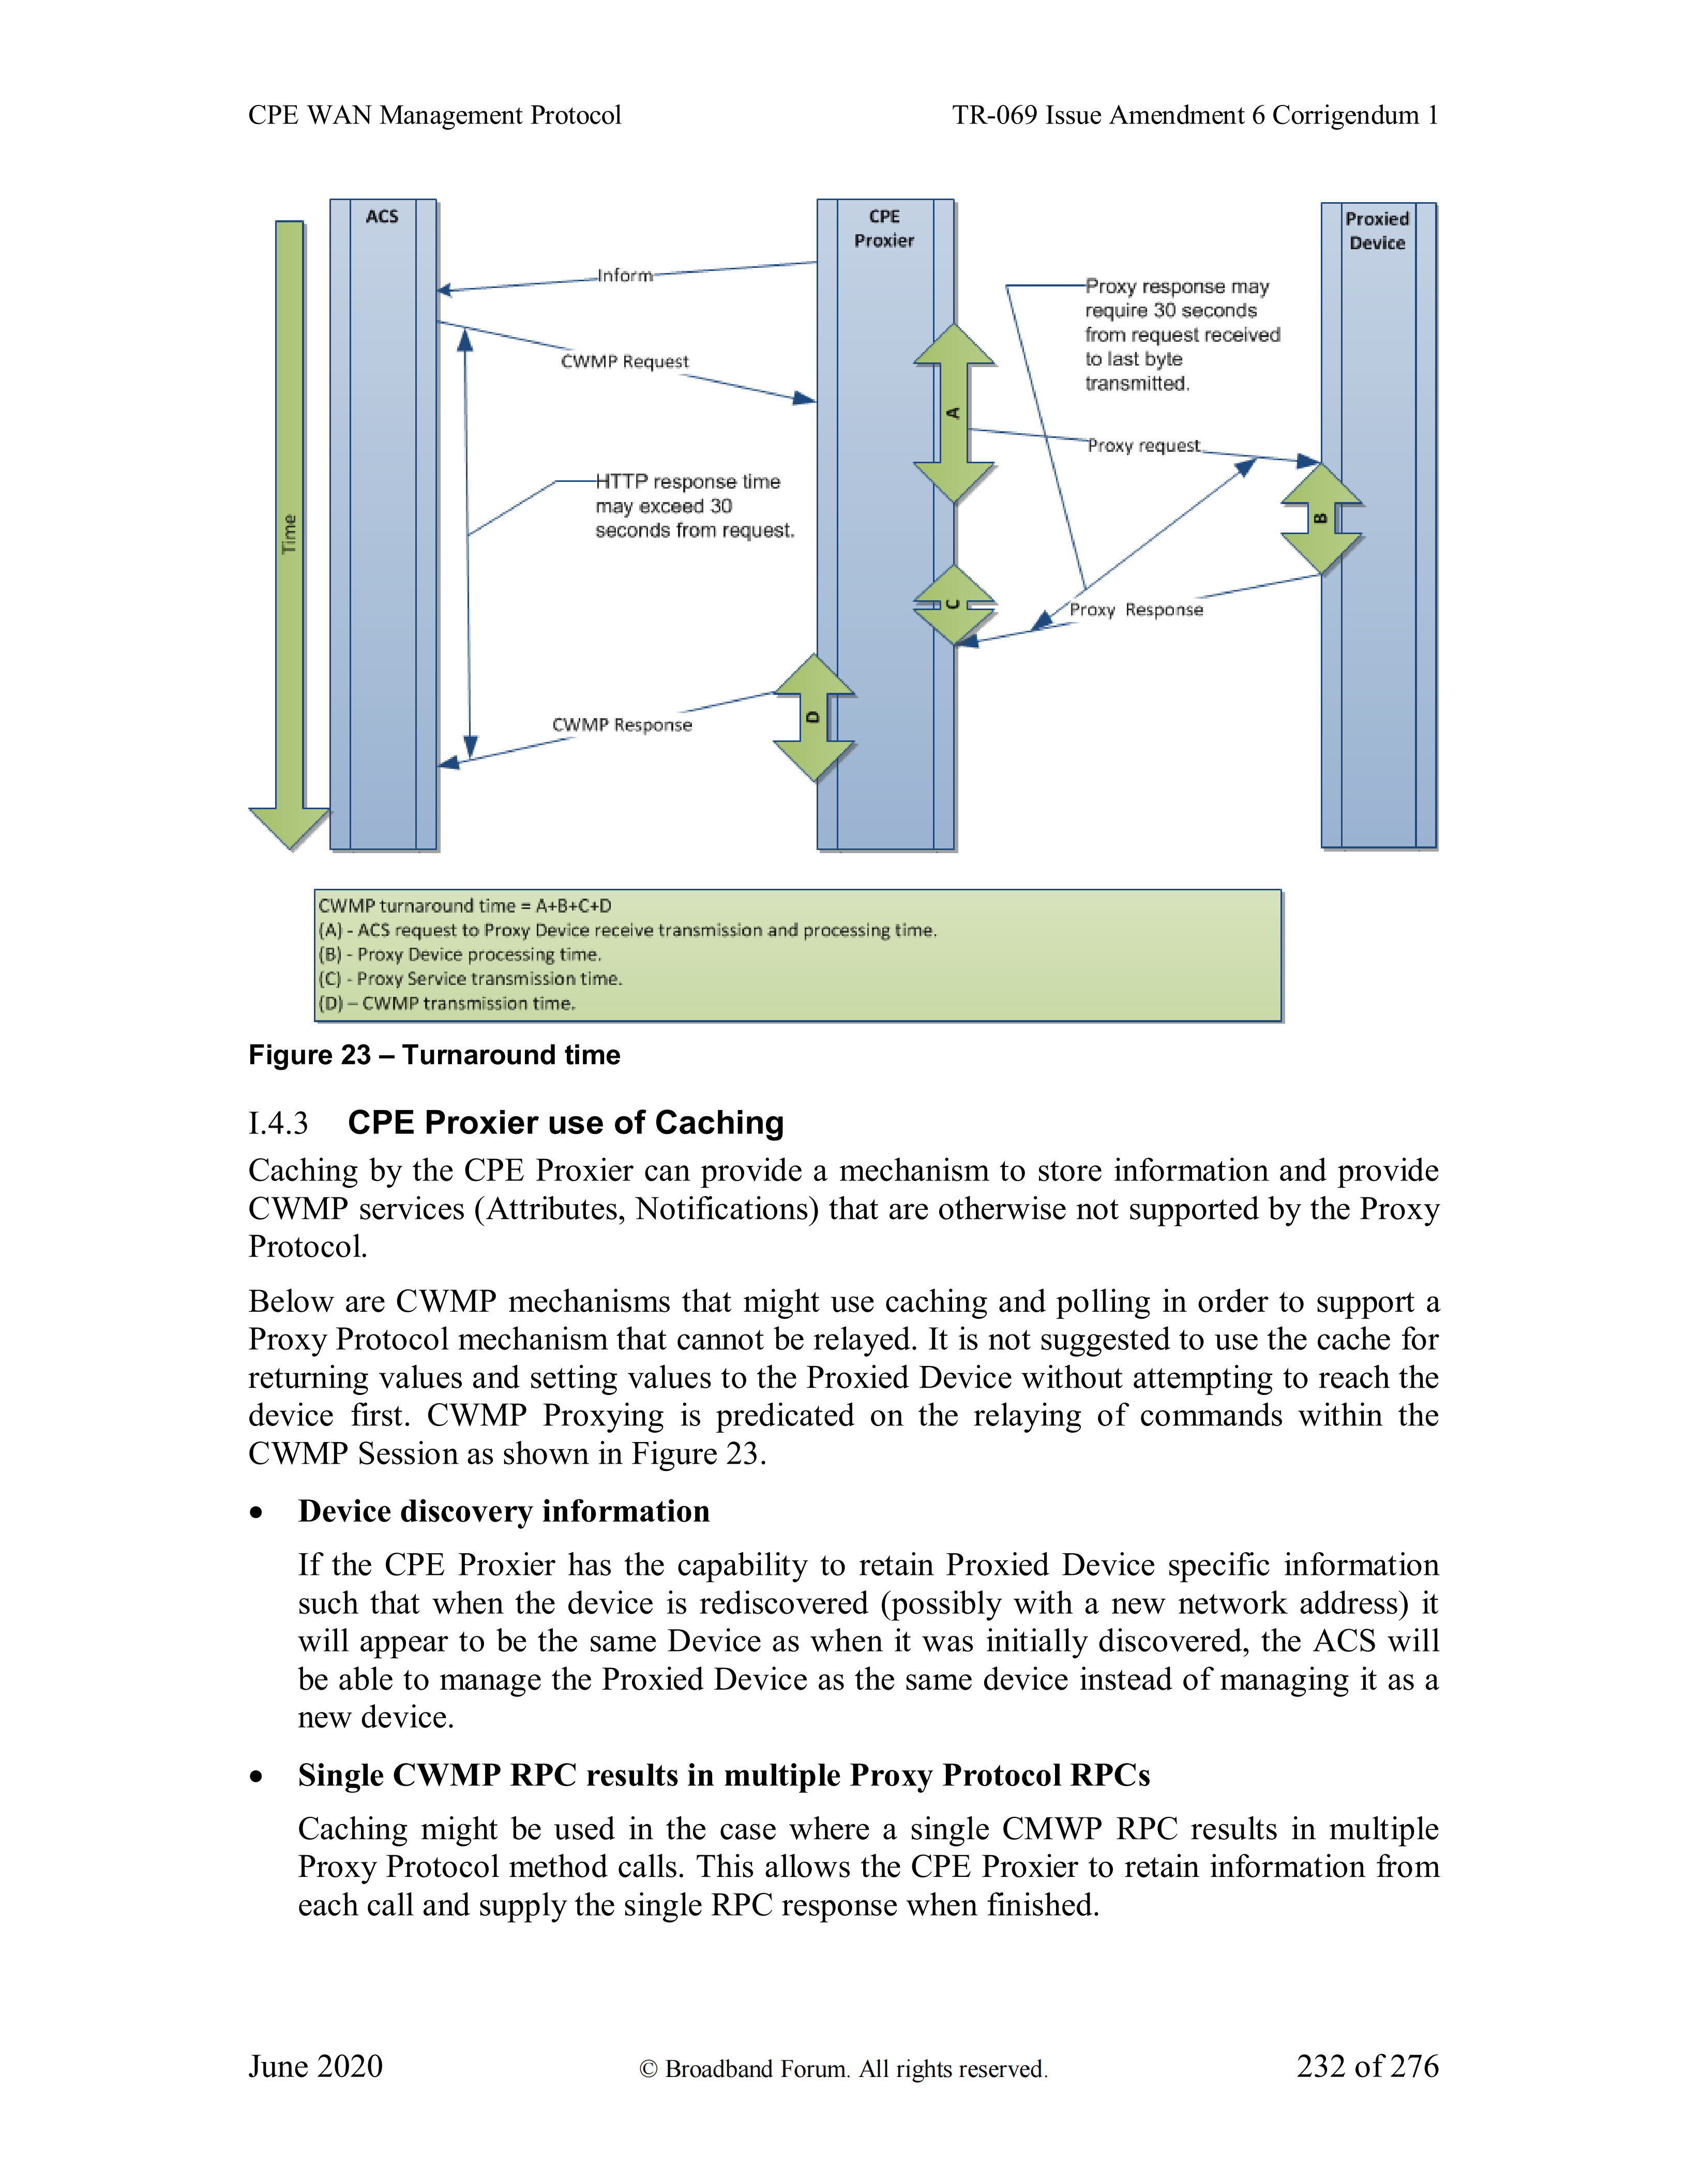 CPE WAN Management Protocol TR-069 Issue Amendment 6 Corrigendum 1
ACS
CPE
Proxier
Proxied
Device
Inform
Proxy response may
require 30 seconds
from request received
to last byte
transmitted.
CWMP Request
A
Proxy request
HTTP response time
may exceed 30
seconds from request.
Time
B
C
Proxy Response
D
CWMP Response
CWMP turnaround time = A+B+C+D
(A) - ACS request to Proxy Device receive transmission and processing time.
(B) - Proxy Device processing time.
(C) - Proxy Service transmission time.
(D) – CWMP transmission time.
Figure 23 – Turnaround time
I.4.3 CPE Proxier use of Caching
Caching by the CPE Proxier can provide a mechanism to store information and provide
CWMP services (Attributes, Notifications) that are otherwise not supported by the Proxy
Protocol.
Below are CWMP mechanisms that might use caching and polling in order to support a
Proxy Protocol mechanism that cannot be relayed. It is not suggested to use the cache for
returning values and setting values to the Proxied Device without attempting to reach the
device first. CWMP Proxying is predicated on the relaying of commands within the
CWMP Session as shown in Figure 23.
• Device discovery information
If the CPE Proxier has the capability to retain Proxied Device specific information
such that when the device is rediscovered (possibly with a new network address) it
will appear to be the same Device as when it was initially discovered, the ACS will
be able to manage the Proxied Device as the same device instead of managing it as a
new device.
• Single CWMP RPC results in multiple Proxy Protocol RPCs
Caching might be used in the case where a single CMWP RPC results in multiple
Proxy Protocol method calls. This allows the CPE Proxier to retain information from
each call and supply the single RPC response when finished.
June 2020 © Broadband Forum. All rights reserved. 232 of 276